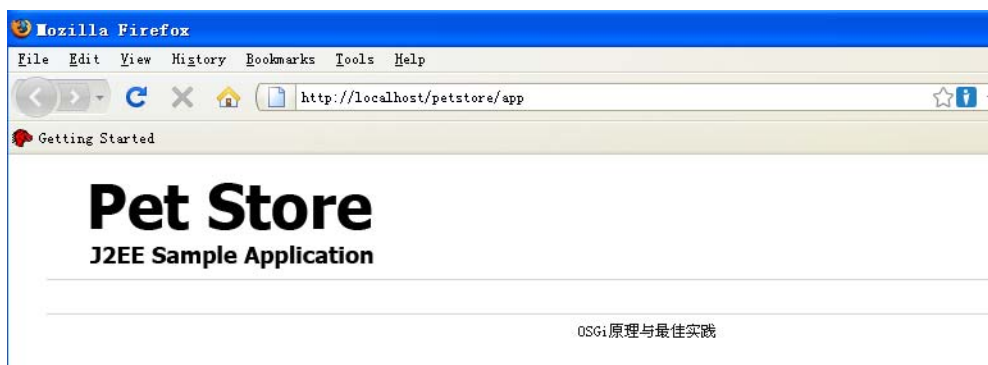 Mozilla Firefox
File Edit View History Bookmarks Tools Help
http://localhost/petstore/app
Getting Started
Pet Store
J2EE Sample Application
OSGi原理与最佳实践